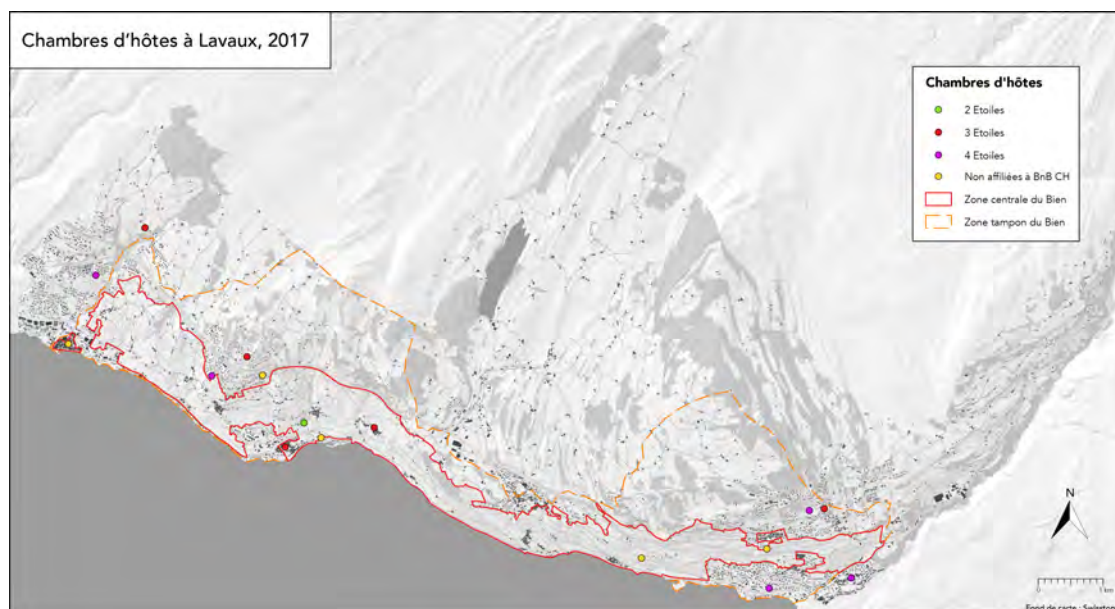 Chambres d'hôtes à Lavaux, 2017
Chambres d'hôtes
2 Etoiles
3 Etoiles
4 Etoiles
Non affiliées à BnB CH
Zone centrale du Bien
Zone tampon du Bien
N
Fond de carte :